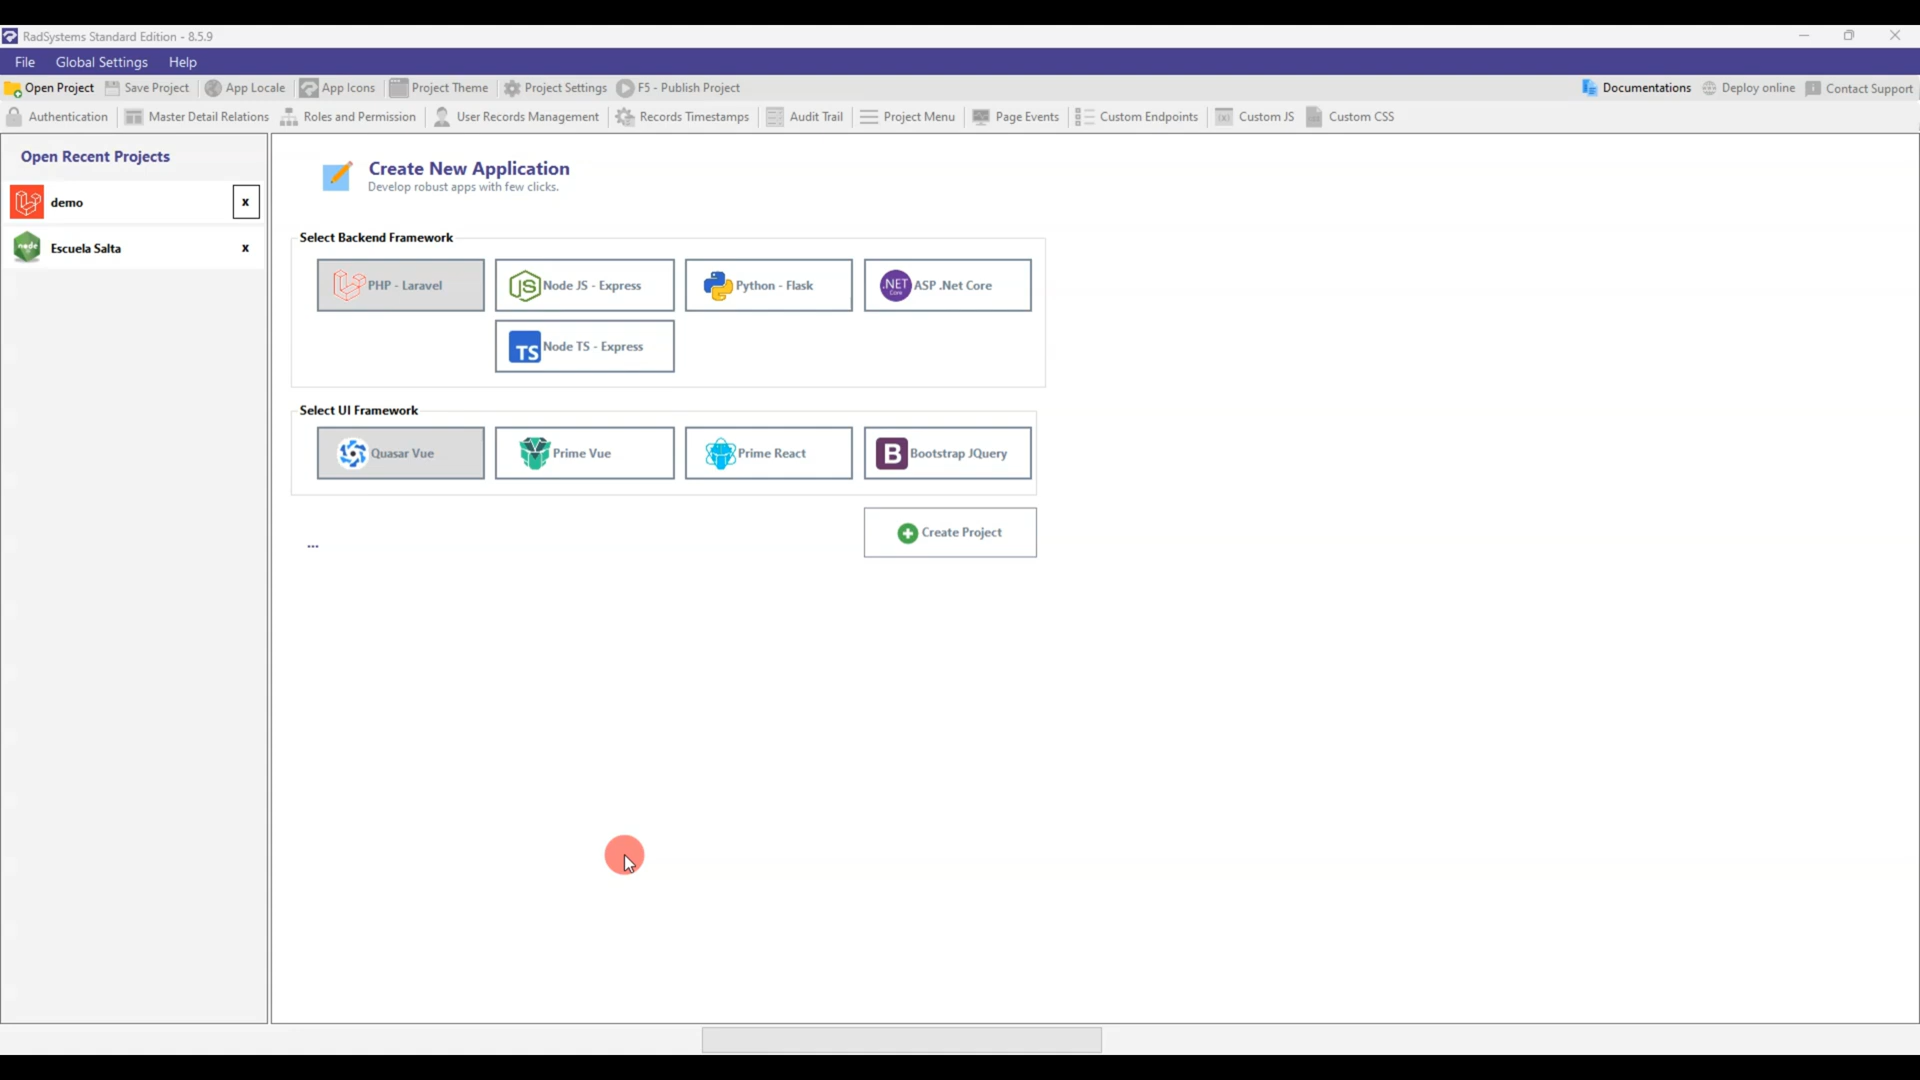 RadSystems Standard Edition - 8.5.9
File Global Settings Help
Open Project Save Project App Locale App Icons Project Theme Project Settings F5 - Publish Project Documentations Deploy online Contact Support
Authentication Master Detail Relations Roles and Permission User Records Management Records Timestamps Audit Trail Project Menu Page Events Custom Endpoints Custom JS Custom CSS
Open Recent Projects
demo x
Escuela Salta x
Create New Application
Develop robust apps with few clicks.
Select Backend Framework
PHP - Laravel Node JS - Express Python - Flask ASP .Net Core
Node TS - Express
Select UI Framework
Quasar Vue Prime Vue Prime React Bootstrap JQuery
Create Project
...